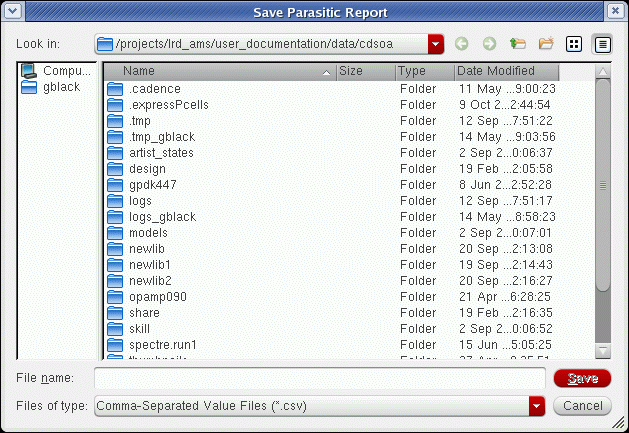 Save Parasitic Report
Look in: /projects/lrd_ams/user_documentation/data/cdsoa
Compu...
gblack
Name Size Type Date Modified
.cadence Folder 11 May ...9:00:23
.expressPcells Folder 9 Oct 2...2:44:54
.tmp Folder 12 Sep ...7:51:22
.tmp_gblack Folder 14 May ...9:03:56
artist_states Folder 2 Sep 2...0:06:37
design Folder 19 Feb ...2:05:58
gpdk447 Folder 8 Jun 2...2:52:28
logs Folder 12 Sep ...7:51:17
logs_gblack Folder 14 May ...8:58:23
models Folder 2 Sep 2...0:07:01
newlib Folder 20 Sep ...2:13:08
newlib1 Folder 19 Sep ...2:14:43
newlib2 Folder 20 Sep ...2:16:27
opamp090 Folder 21 Apr ...6:28:25
share Folder 19 Feb ...2:16:35
skill Folder 2 Sep 2...0:06:52
spectre.run1 Folder 15 Jun ...5:05:25
Folder
File name: Save
Files of type: Comma-Separated Value Files (*.csv) Cancel